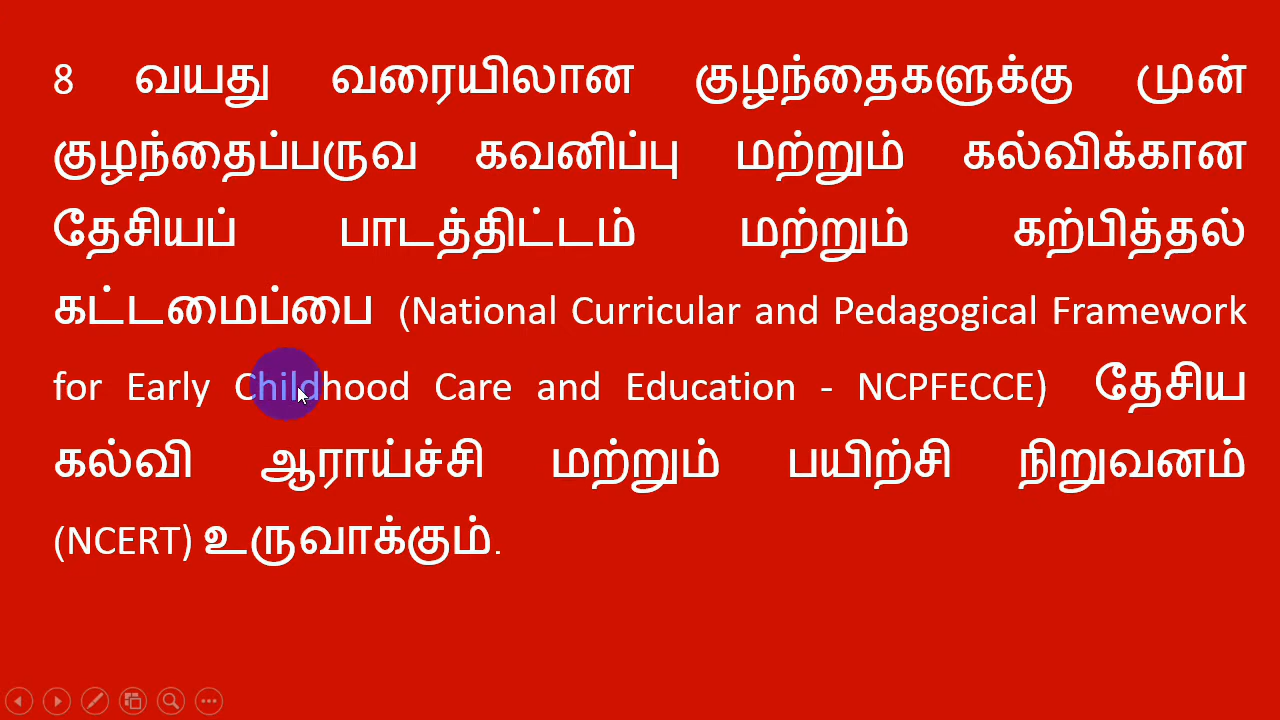 8 வயது வரையிலான குழந்தைகளுக்கு முன்
குழந்தைப்பருவ கவனிப்பு மற்றும் கல்விக்கான
தேசியப் பாடத்திட்டம் மற்றும் கற்பித்தல்
கட்டமைப்பை (National Curricular and Pedagogical Framework
for Early Childhood Care and Education - NCPFECCE) தேசிய
கல்வி ஆராய்ச்சி மற்றும் பயிற்சி நிறுவனம்
(NCERT) உருவாக்கும்.